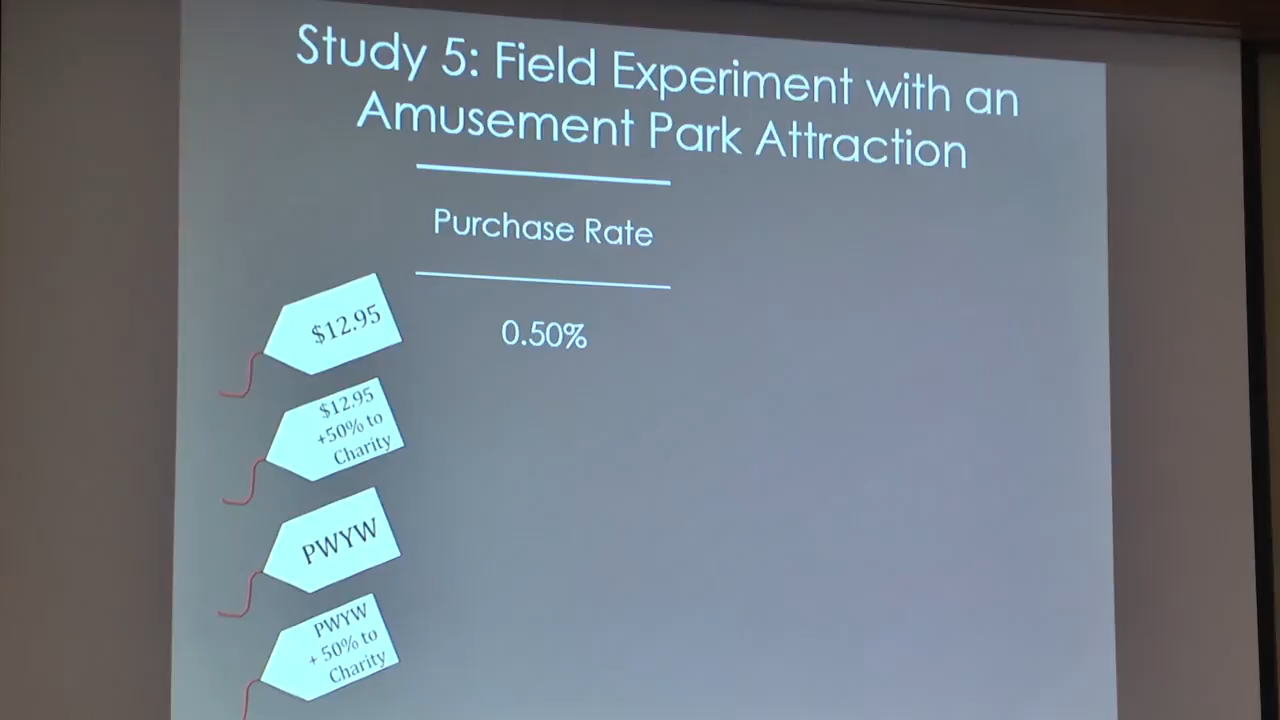 Study 5: Field Experiment with an
Amusement Park Attraction
Purchase Rate
$12.95
0.50%
$12.95
+50% to
Charity
PWYW
PWYW
+ 50% to
Charity